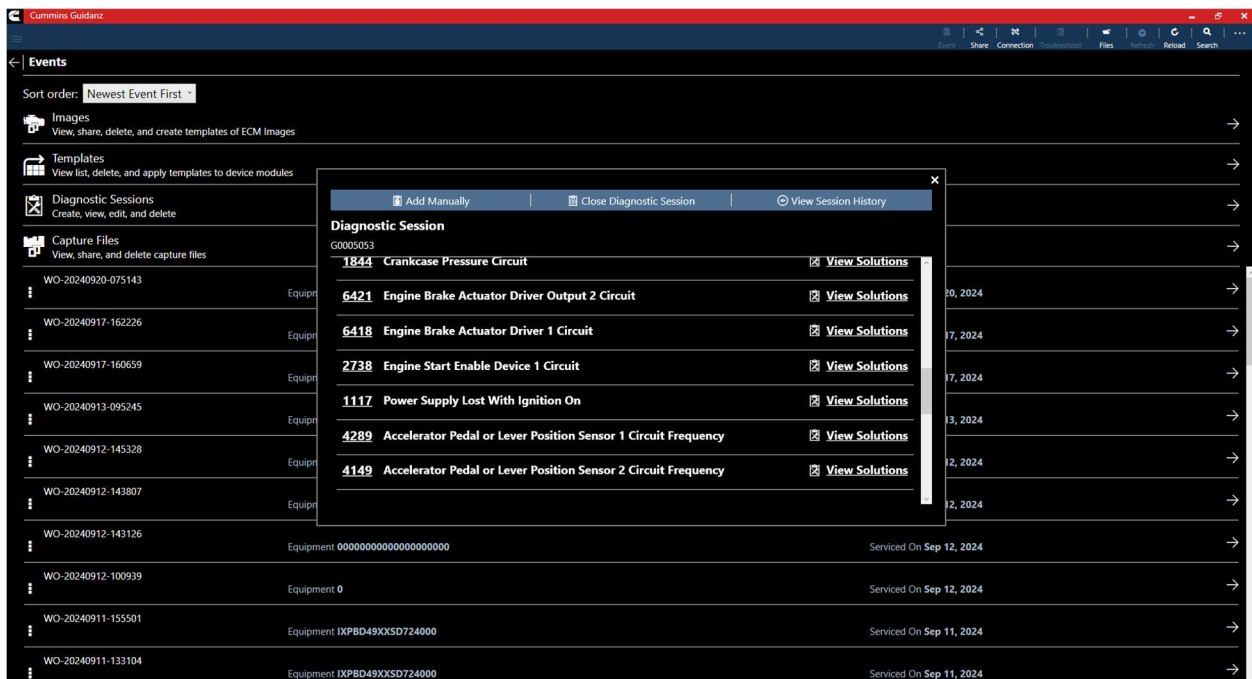 Cummins Guidanz
Event
Share
Connection
Troubleshoot
Files
Refresh
Reload
Search
Events
Sort order: Newest Event First
Images
View, share, delete, and create templates of ECM Images
Templates
View list, delete, and apply templates to device modules
Diagnostic Sessions
Create, view, edit, and delete
Capture Files
View, share, and delete capture files
Add Manually
Close Diagnostic Session
View Session History
Diagnostic Session
G0005053
1844 Crankcase Pressure Circuit View Solutions
6421 Engine Brake Actuator Driver Output 2 Circuit View Solutions
6418 Engine Brake Actuator Driver 1 Circuit View Solutions
2738 Engine Start Enable Device 1 Circuit View Solutions
1117 Power Supply Lost With Ignition On View Solutions
4289 Accelerator Pedal or Lever Position Sensor 1 Circuit Frequency View Solutions
4149 Accelerator Pedal or Lever Position Sensor 2 Circuit Frequency View Solutions
WO-20240920-075143
Equipn 20, 2024
WO-20240917-162226
Equipn 17, 2024
WO-20240917-160659
Equipn 17, 2024
WO-20240913-095245
Equipn 13, 2024
WO-20240912-145328
Equipn 12, 2024
WO-20240912-143807
Equipn 12, 2024
WO-20240912-143126
Equipment 00000000000000000000 Serviced On Sep 12, 2024
WO-20240912-100939
Equipment 0 Serviced On Sep 12, 2024
WO-20240911-155501
Equipment IXPBD49XXSD724000 Serviced On Sep 11, 2024
WO-20240911-133104
Equipment IXPBD49XXSD724000 Serviced On Sep 11, 2024